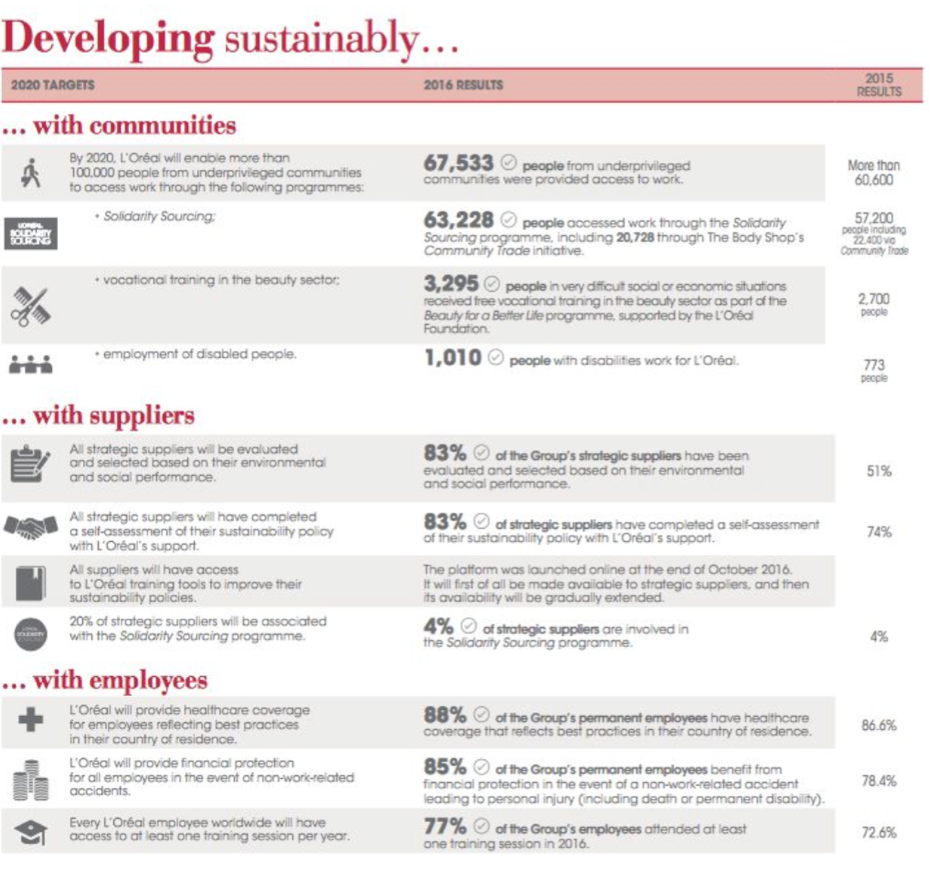 Developing sustainably...
2020 TARGETS
2016 RESULTS
2015
RESULTS
... with communities
By 2020, L'Oréal will enable more than
100,000 people from underprivileged communities
to access work through the following programmes:
67,533 people from underprivileged
communities were provided access to work.
More than
60,600
L'ORÉAL
SOLIDARITY
SOURCING
• Solidarity Sourcing;
63,228 people accessed work through the Solidarity
Sourcing programme, including 20,728 through The Body Shop's
Community Trade initiative.
57,200
people including
22,400 via
Community Trade
• vocational training in the beauty sector;
3,295 people in very difficult social or economic situations
received free vocational training in the beauty sector as part of the
Beauty for a Better Life programme, supported by the L'Oréal
Foundation.
2,700
people
• employment of disabled people.
1,010 people with disabilities work for L'Oréal.
773
people
... with suppliers
All strategic suppliers will be evaluated
and selected based on their environmental
and social performance.
83% of the Group's strategic suppliers have been
evaluated and selected based on their environmental
and social performance.
51%
All strategic suppliers will have completed
a self-assessment of their sustainability policy
with L'Oréal's support.
83% of strategic suppliers have completed a self-assessment
of their sustainability policy with L'Oréal's support.
74%
All suppliers will have access
to L'Oréal training tools to improve their
sustainability policies.
The platform was launched online at the end of October 2016.
It will first of all be made available to strategic suppliers, and then
its availability will be gradually extended.
SOLIDARITY
20% of strategic suppliers will be associated
with the Solidarity Sourcing programme.
4% of strategic suppliers are involved in
the Solidarity Sourcing programme.
4%
... with employees
L'Oréal will provide healthcare coverage
for employees reflecting best practices
in their country of residence.
88% of the Group's permanent employees have healthcare
coverage that reflects best practices in their country of residence.
86.6%
L'Oréal will provide financial protection
for all employees in the event of non-work-related
accidents.
85% of the Group's permanent employees benefit from
financial protection in the event of a non-work-related accident
leading to personal injury (including death or permanent disability).
78.4%
Every L'Oréal employee worldwide will have
access to at least one training session per year.
77% of the Group's employees attended at least
one training session in 2016.
72.6%